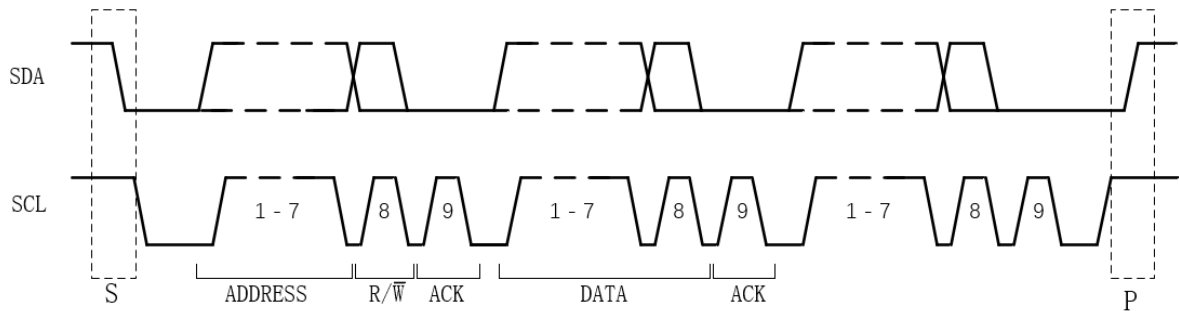 SDA
SCL
1-7 8 9 1-7 8 9 1-7 8 9
S ADDRESS R/W̅ ACK DATA ACK P